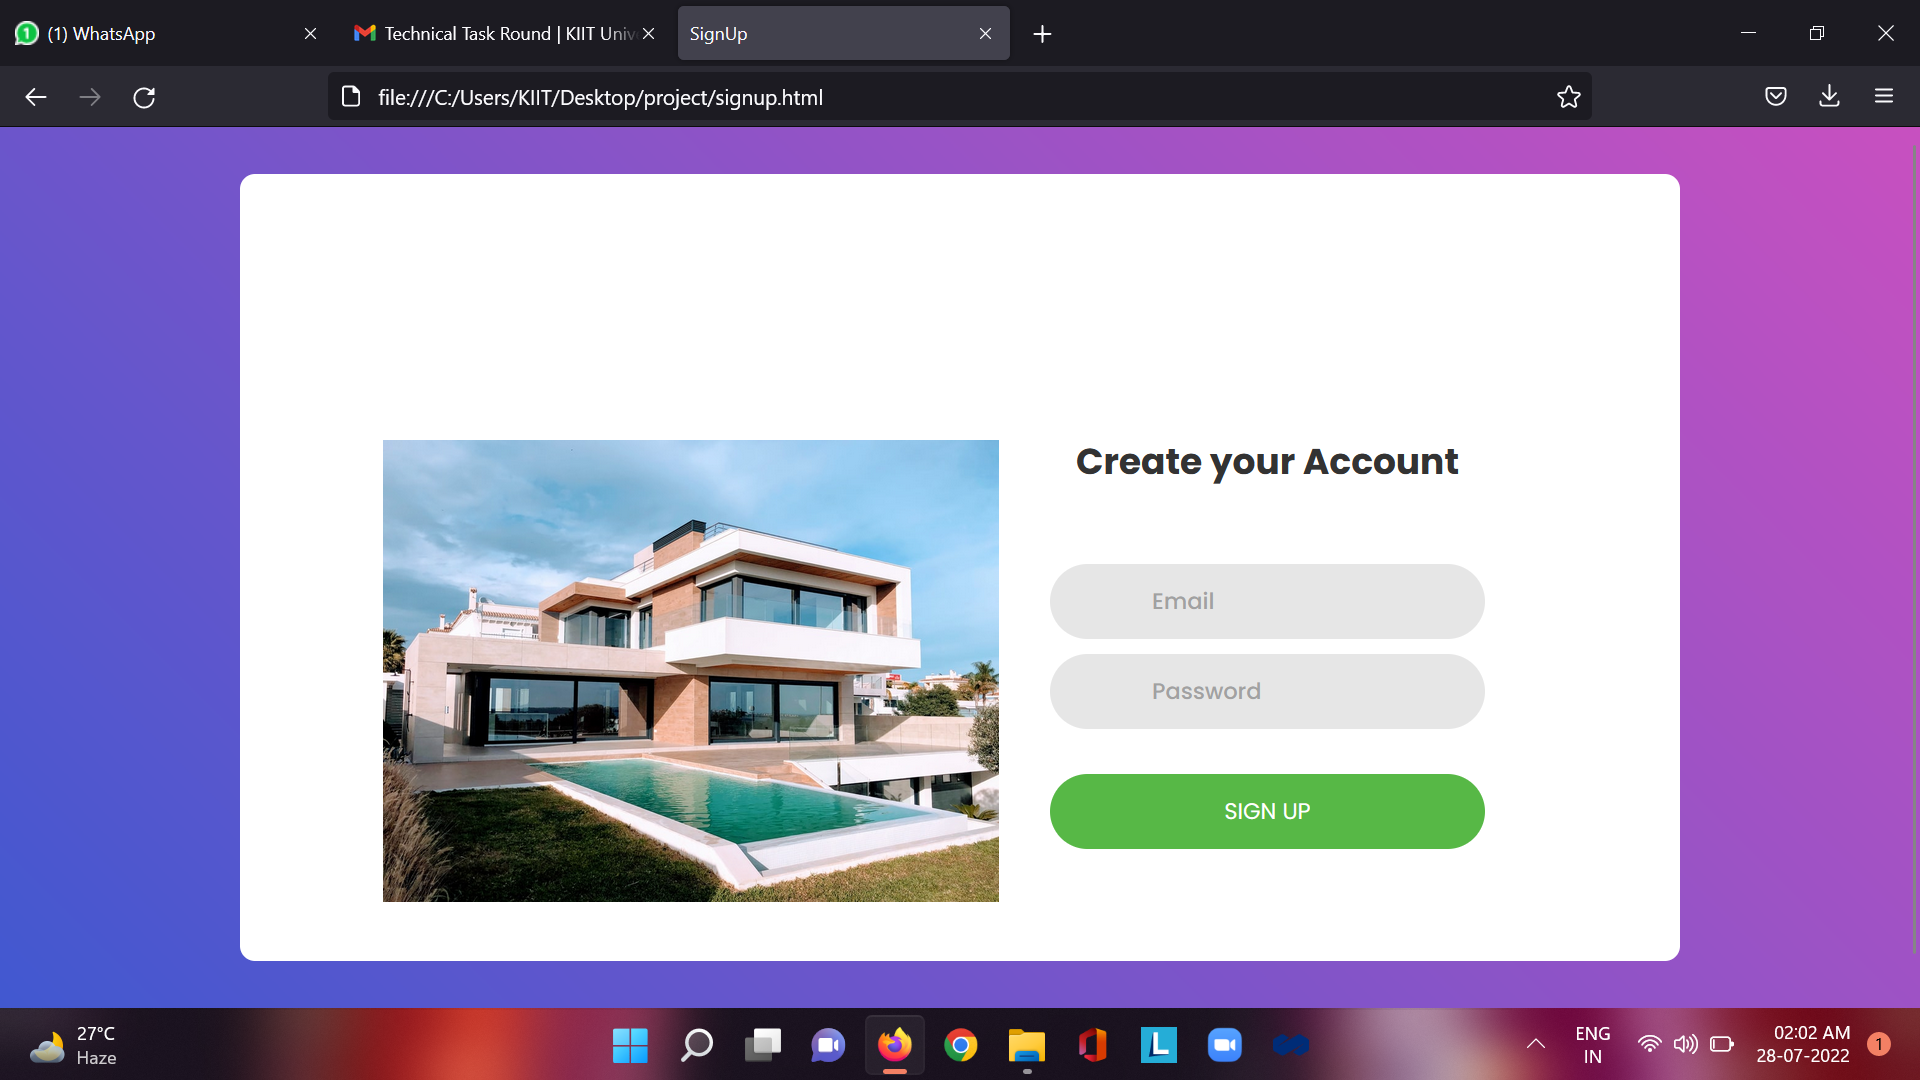 (1) WhatsApp
Technical Task Round | KIIT Unive
SignUp
file:///C:/Users/KIIT/Desktop/project/signup.html
Create your Account
Email
Password
SIGN UP
27°C
Haze
ENG
IN
02:02 AM
28-07-2022
1